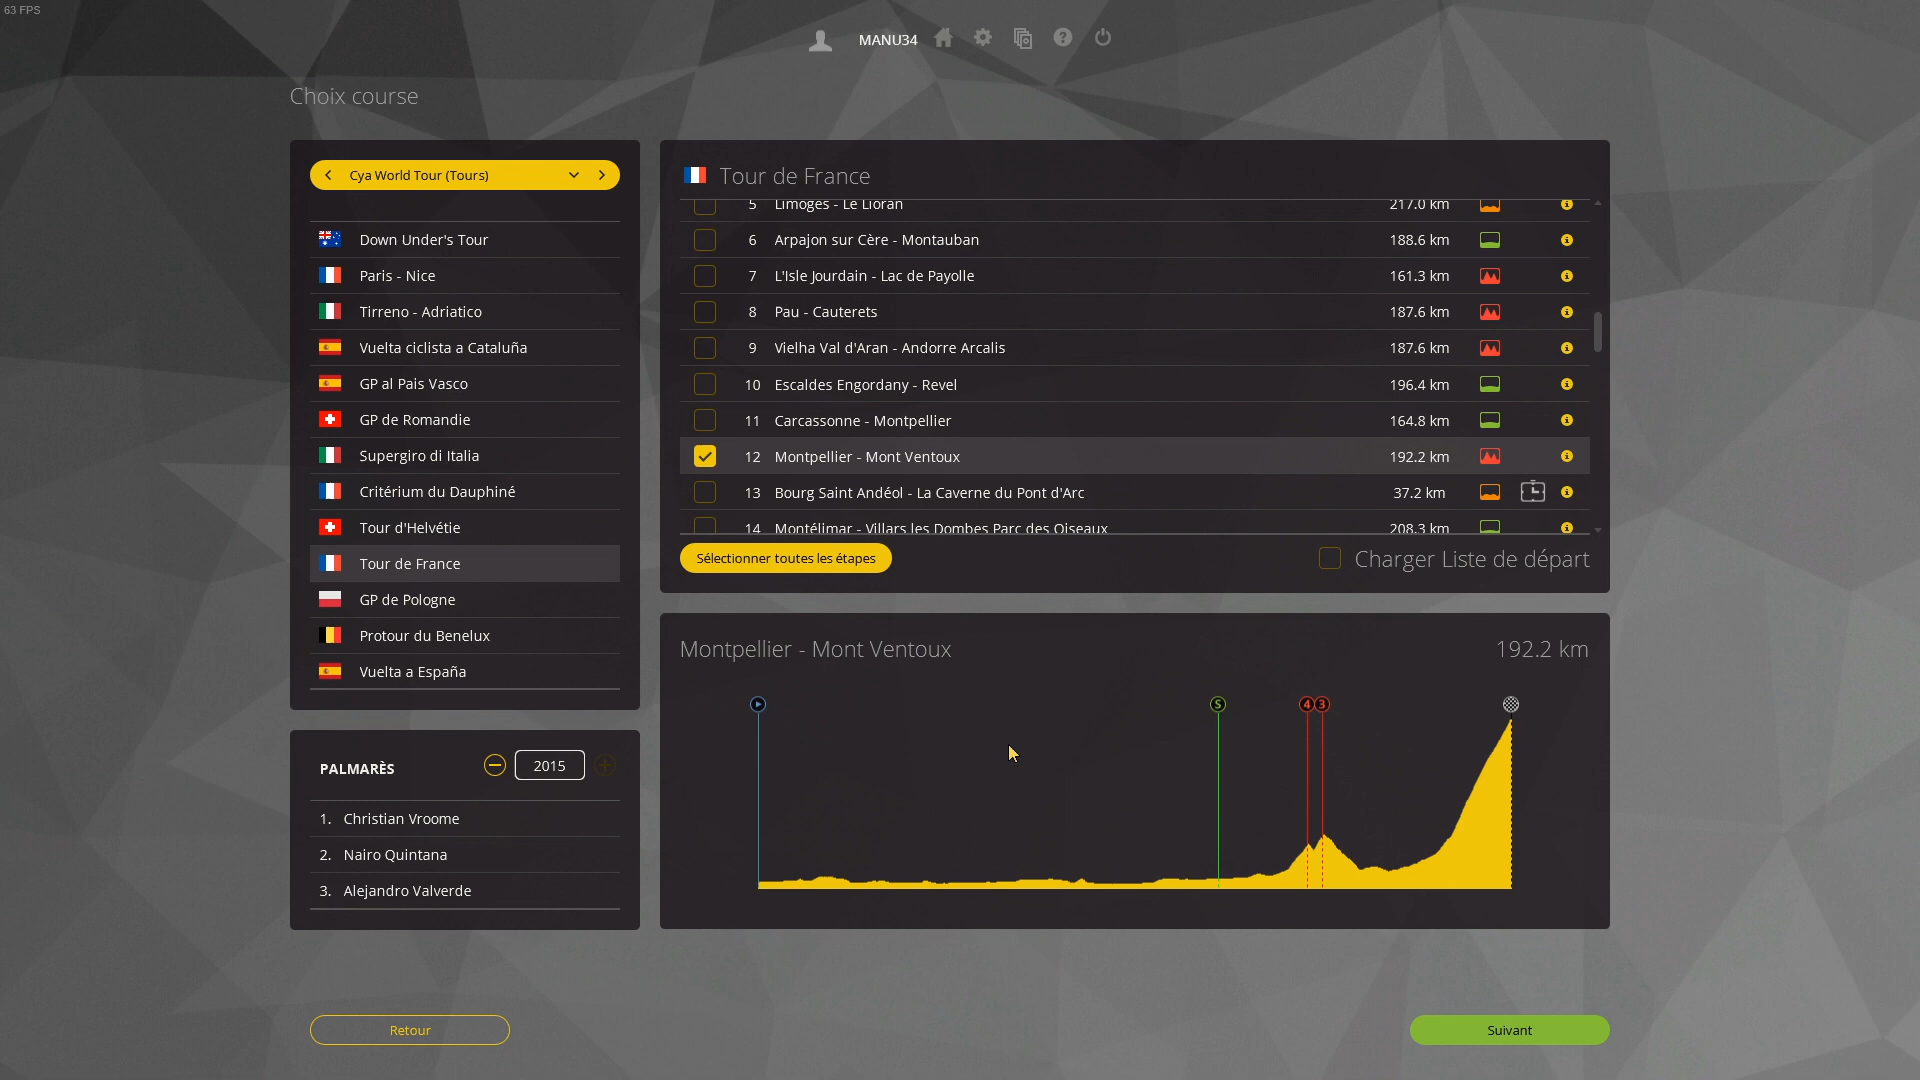 63 FPS
MANU34
Choix course
Cya World Tour (Tours)
Down Under's Tour
Paris - Nice
Tirreno - Adriatico
Vuelta ciclista a Cataluña
GP al Pais Vasco
GP de Romandie
Supergiro di Italia
Critérium du Dauphiné
Tour d'Helvétie
Tour de France
GP de Pologne
Protour du Benelux
Vuelta a España
PALMARÈS 2015
1. Christian Vroome
2. Nairo Quintana
3. Alejandro Valverde
Tour de France
5 Limoges - Le Lioran 217.0 km
6 Arpajon sur Cère - Montauban 188.6 km
7 L'Isle Jourdain - Lac de Payolle 161.3 km
8 Pau - Cauterets 187.6 km
9 Vielha Val d'Aran - Andorre Arcalis 187.6 km
10 Escaldes Engordany - Revel 196.4 km
11 Carcassonne - Montpellier 164.8 km
12 Montpellier - Mont Ventoux 192.2 km
13 Bourg Saint Andéol - La Caverne du Pont d'Arc 37.2 km
14 Montélimar - Villars les Dombes Parc des Oiseaux 208.3 km
Sélectionner toutes les étapes
Charger Liste de départ
Montpellier - Mont Ventoux 192.2 km
S 4 3
Retour
Suivant